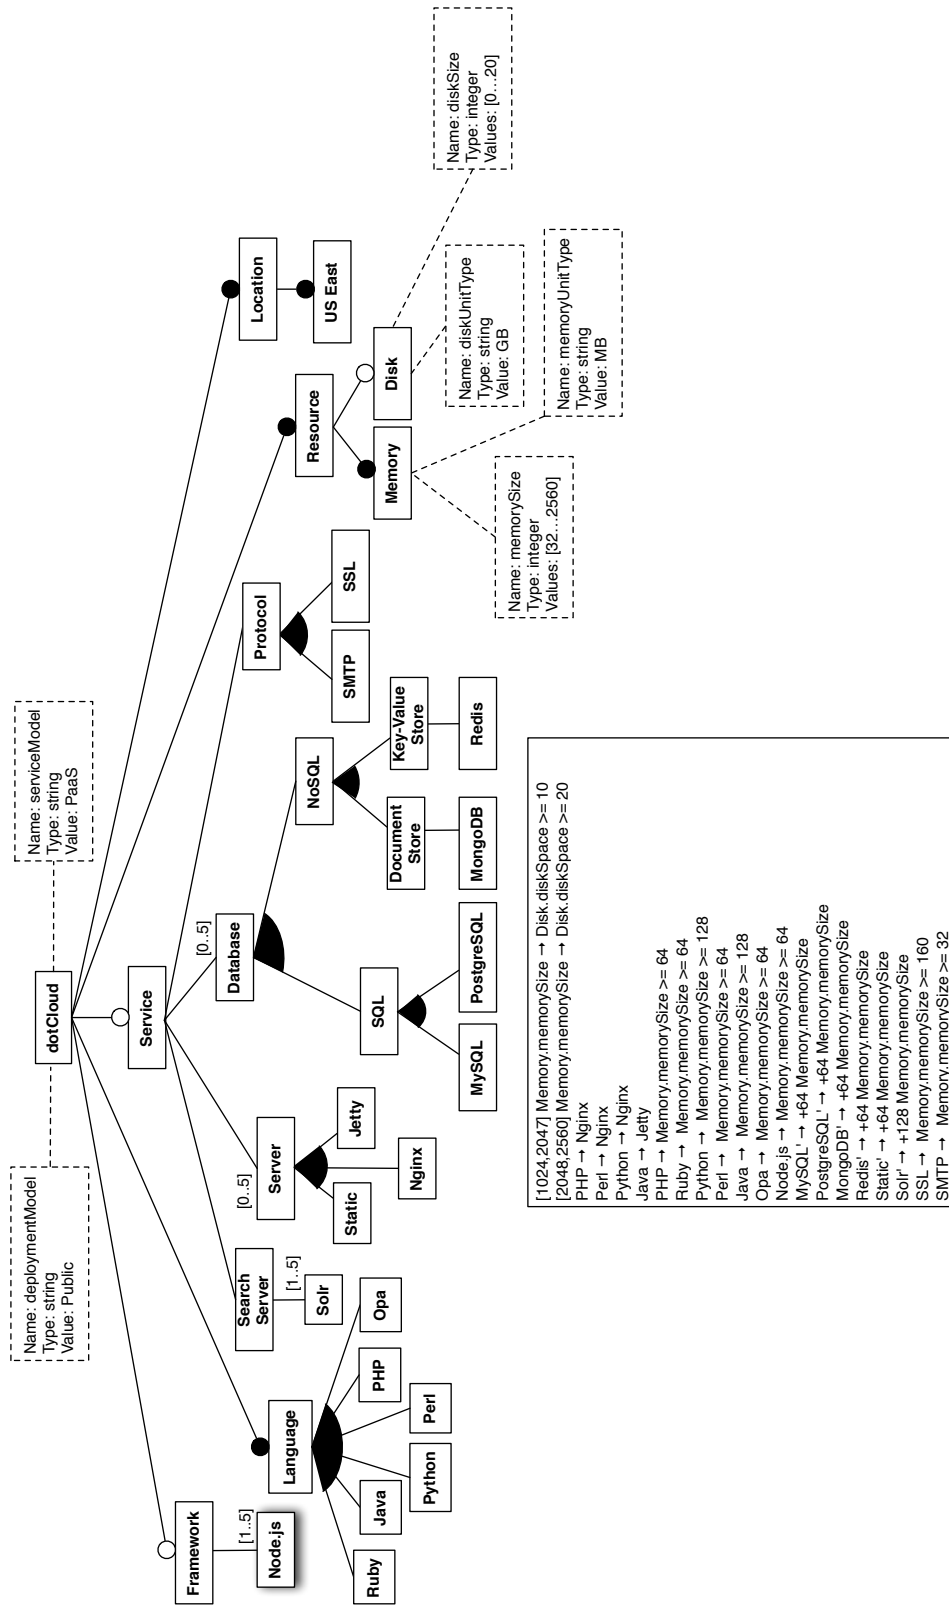 Name: deploymentModel
Type: string
Value: Public
dotCloud
Name: serviceModel
Type: string
Value: PaaS
Framework
[1..5]
Node.js
Language
Ruby
Java
Python
Perl
PHP
Opa
Service
Search
Server
[1..5]
Solr
[0..5]
Server
Static
Nginx
Jetty
[0..5]
Database
SQL
MySQL
PostgreSQL
NoSQL
Document
Store
MongoDB
Key-Value
Store
Redis
Protocol
SMTP
SSL
Resource
Memory
Disk
Name: memorySize
Type: integer
Values: [32...2560]
Name: memoryUnitType
Type: string
Value: MB
Name: diskUnitType
Type: string
Value: GB
Name: diskSize
Type: integer
Values: [0...20]
Location
US East
[1024,2047] Memory.memorySize → Disk.diskSpace >= 10
[2048,2560] Memory.memorySize → Disk.diskSpace >= 20
PHP → Nginx
Perl → Nginx
Python → Nginx
Java → Jetty
PHP → Memory.memorySize >= 64
Ruby → Memory.memorySize >= 64
Python → Memory.memorySize >= 128
Perl → Memory.memorySize >= 64
Java → Memory.memorySize >= 128
Opa → Memory.memorySize >= 64
Node.js → Memory.memorySize >= 64
MySQL' → +64 Memory.memorySize
PostgreSQL' → +64 Memory.memorySize
MongoDB' → +64 Memory.memorySize
Redis' → +64 Memory.memorySize
Static' → +64 Memory.memorySize
Solr' → +128 Memory.memorySize
SSL → Memory.memorySize >= 160
SMTP → Memory.memorySize >= 32